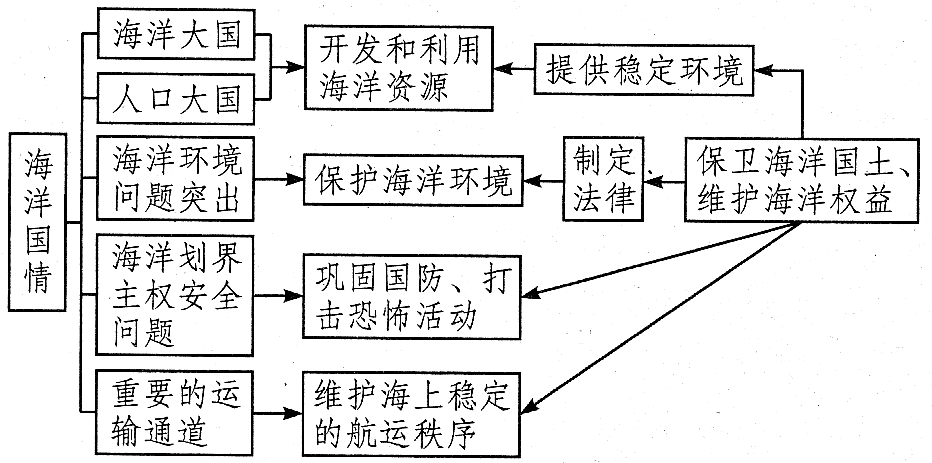 海洋国情
海洋大国
人口大国
海洋环境
问题突出
海洋划界
主权安全
问题
重要的运
输通道
开发和利用
海洋资源
保护海洋环境
巩固国防、打
击恐怖活动
维护海上稳定
的航运秩序
提供稳定环境
制定
法律
保卫海洋国土、
维护海洋权益